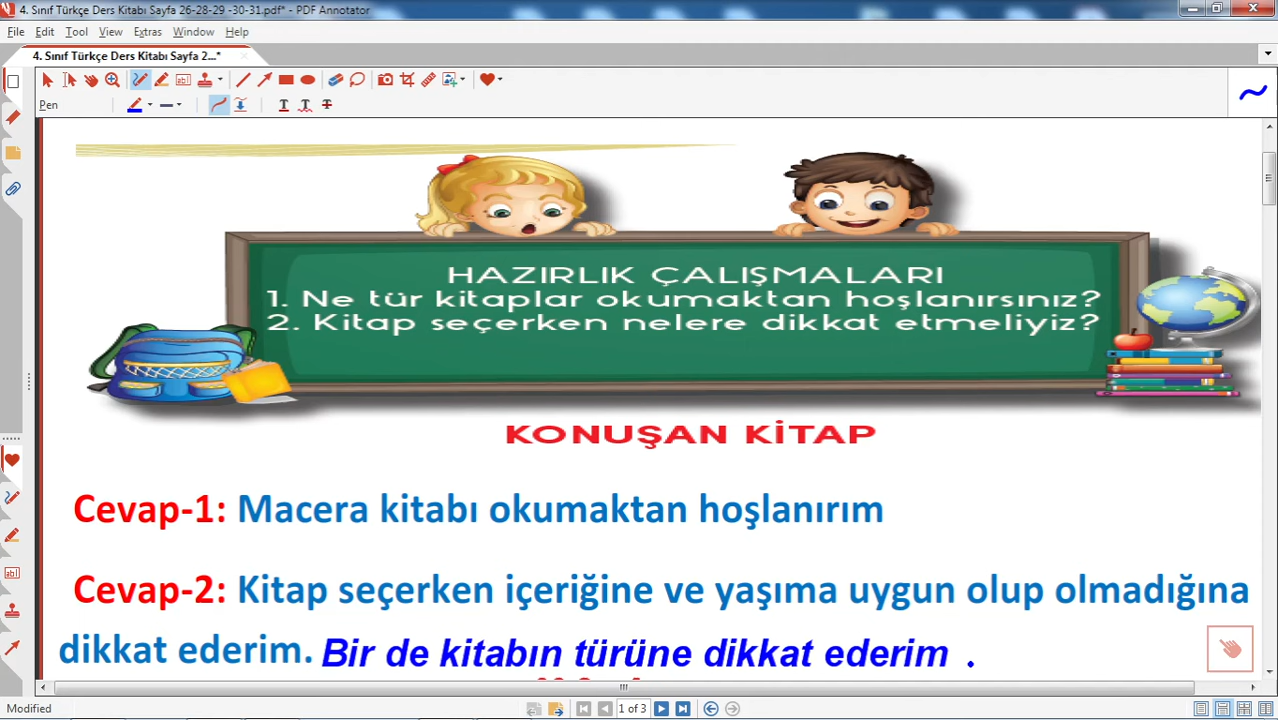 4. Sınıf Türkçe Ders Kitabı Sayfa 26-28-29 -30-31.pdf* - PDF Annotator
File Edit Tool View Extras Window Help
4. Sınıf Türkçe Ders Kitabı Sayfa 2...*
Pen
HAZIRLIK ÇALIŞMALARI
1. Ne tür kitaplar okumaktan hoşlanırsınız?
2. Kitap seçerken nelere dikkat etmeliyiz?
KONUŞAN KİTAP
Cevap-1: Macera kitabı okumaktan hoşlanırım
Cevap-2: Kitap seçerken içeriğine ve yaşıma uygun olup olmadığına
dikkat ederim. Bir de kitabın türüne dikkat ederim .
Modified
1 of 3